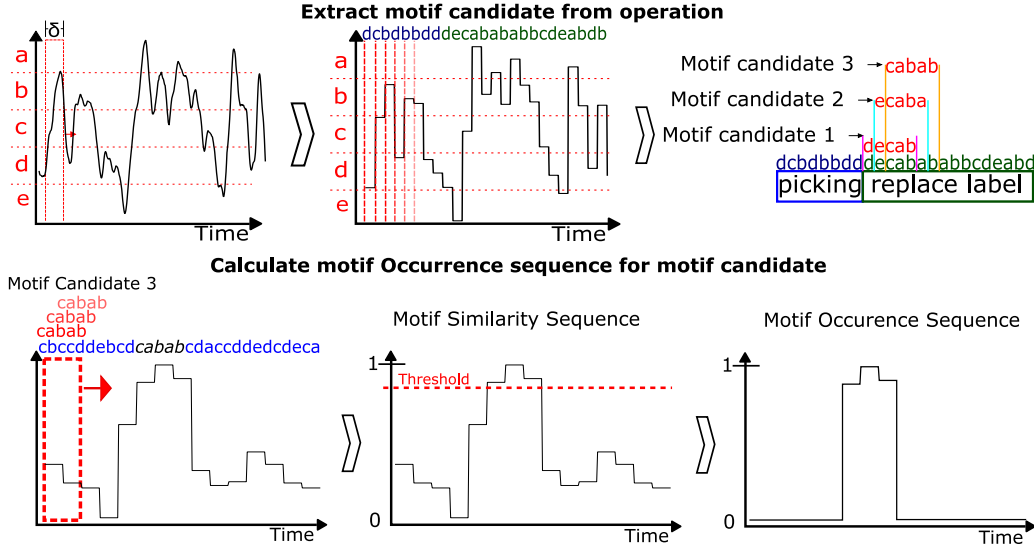 Extract motif candidate from operation
δ
a
b
c
d
e
Time
dcbdbbdddecabababbcdeabdb
a
b
c
d
e
Time
Motif candidate 3
cabab
Motif candidate 2
ecaba
Motif candidate 1
decab
dcbdbbdddecabababbcdeabd
picking
replace label
Calculate motif Occurrence sequence for motif candidate
Motif Candidate 3
cabab
cabab
cabab
cbccddebcdcababcdaccddedcdeca
Time
Motif Similarity Sequence
1
Threshold
0
Time
Motif Occurence Sequence
1
0
Time